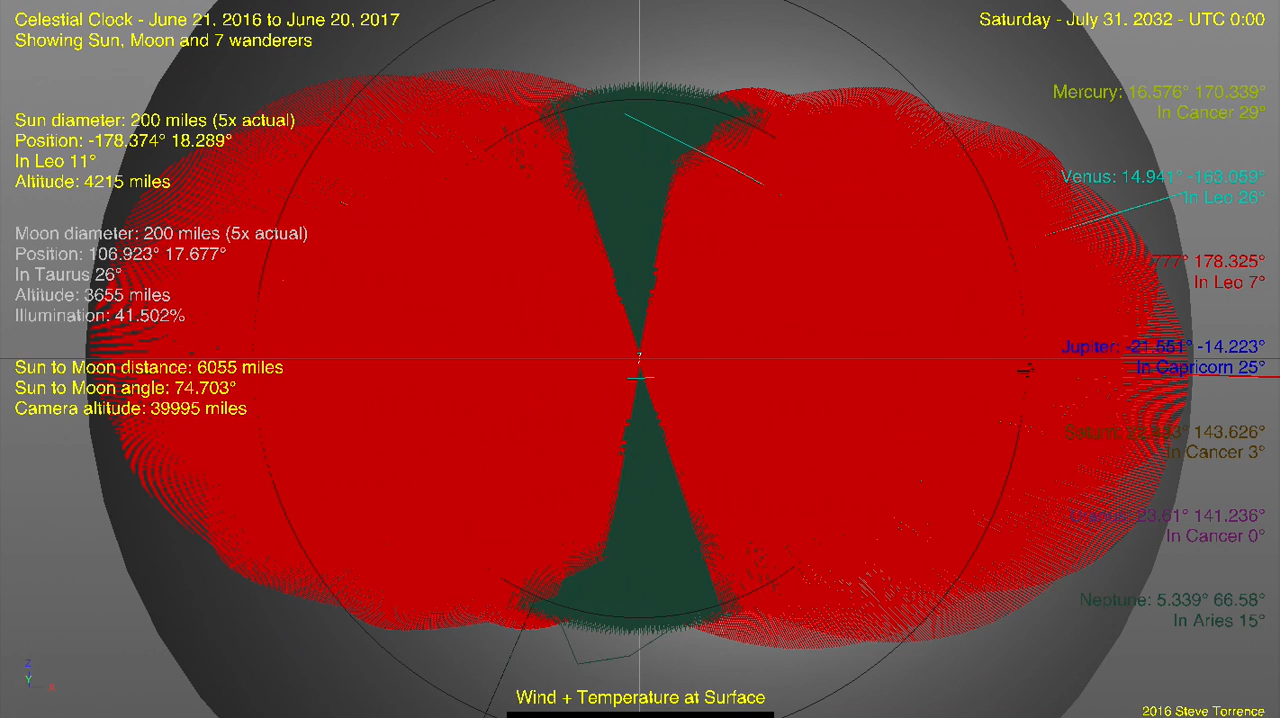 Celestial Clock - June 21, 2016 to June 20, 2017
Showing Sun, Moon and 7 wanderers
Saturday - July 31. 2032 - UTC 0:00
Sun diameter: 200 miles (5x actual)
Position: -178.374° 18.289°
In Leo 11°
Altitude: 4215 miles
Moon diameter: 200 miles (5x actual)
Position: 106.923° 17.677°
In Taurus 26°
Altitude: 3655 miles
Illumination: 41.502%
Sun to Moon distance: 6055 miles
Sun to Moon angle: 74.703°
Camera altitude: 39995 miles
Mercury: 16.576° 170.339°
In Cancer 29°
Venus: 14.941° -163.059°
In Leo 26°
777° 178.325°
In Leo 7°
Jupiter: -21.551° -14.223°
In Capricorn 25°
Saturn: 143.626°
In Cancer 3°
Uranus: 23.61° 141.236°
In Cancer 0°
Neptune: 5.339° 66.58°
In Aries 15°
Z
Y
X
Wind + Temperature at Surface
2016 Steve Torrence